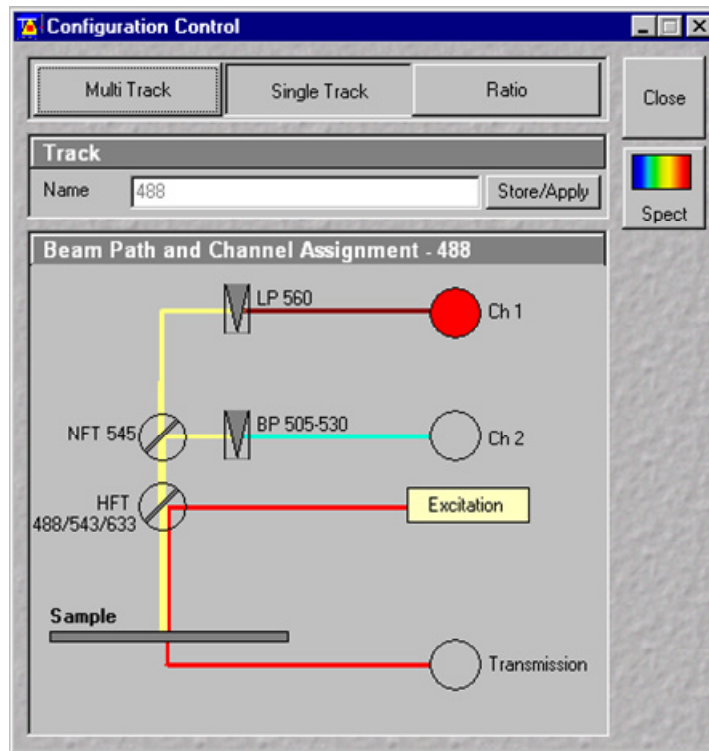 Configuration Control
Multi Track
Single Track
Ratio
Close
Track
Name
488
Store/Apply
Spect
Beam Path and Channel Assignment - 488
LP 560
Ch 1
NFT 545
BP 505-530
Ch 2
HFT
488/543/633
Excitation
Sample
Transmission